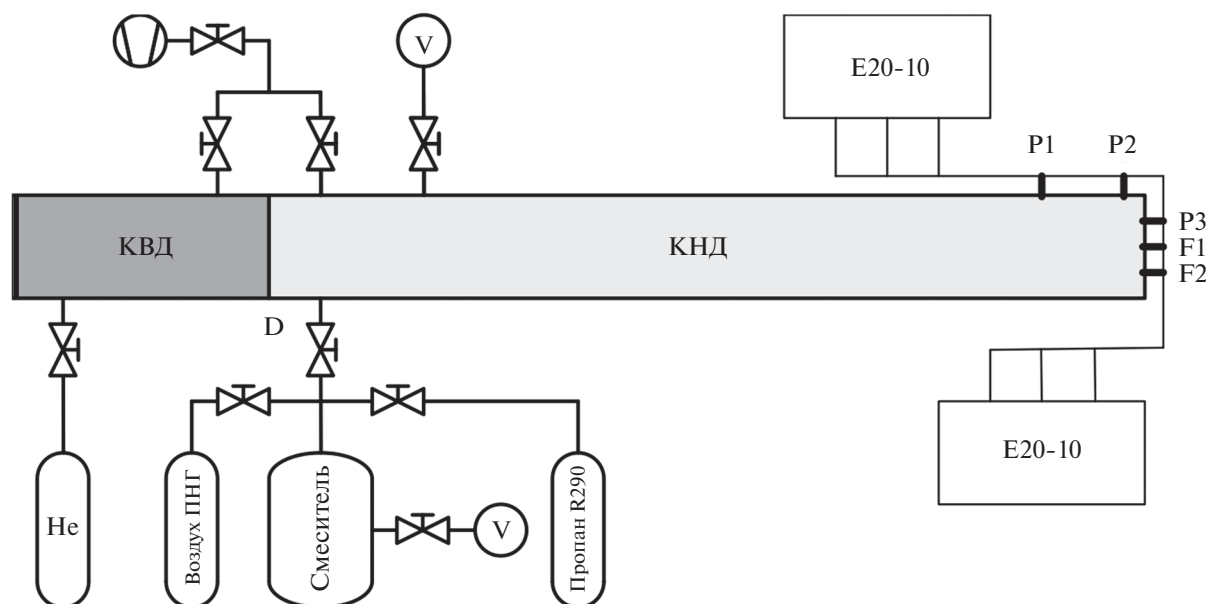 V
E20-10
P1
P2
КВД
КНД
P3
F1
F2
D
He
Воздух ПНГ
Смеситель
V
Пропан R290
E20-10